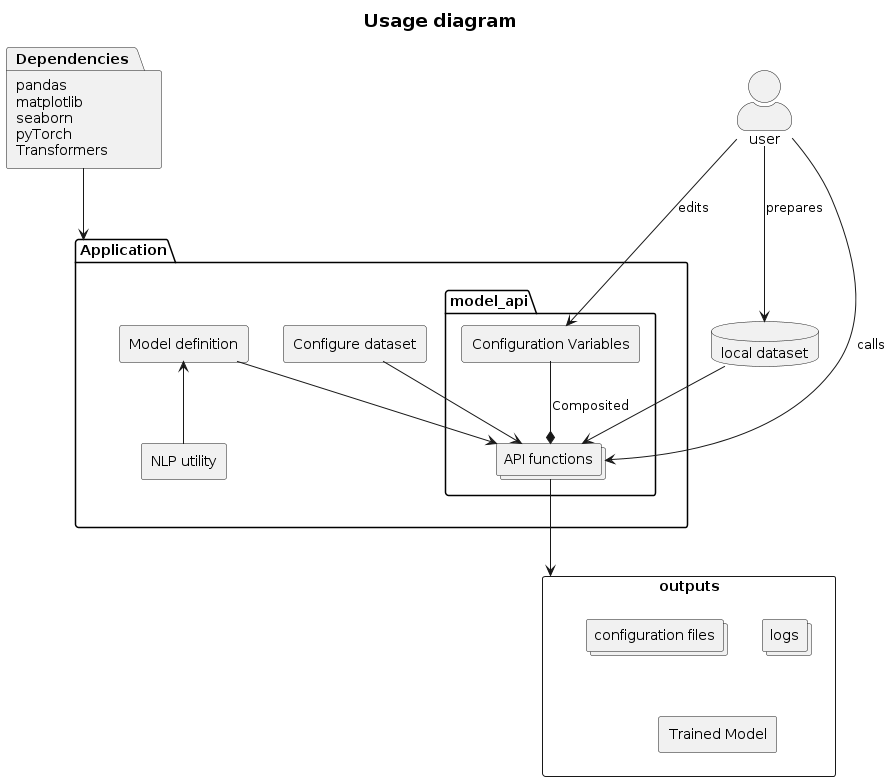 Usage diagram
Dependencies
pandas
matplotlib
seaborn
pyTorch
Transformers
user
edits
prepares
calls
Application
model_api
Model definition
Configure dataset
Configuration Variables
local dataset
Composited
NLP utility
API functions
outputs
configuration files
logs
Trained Model